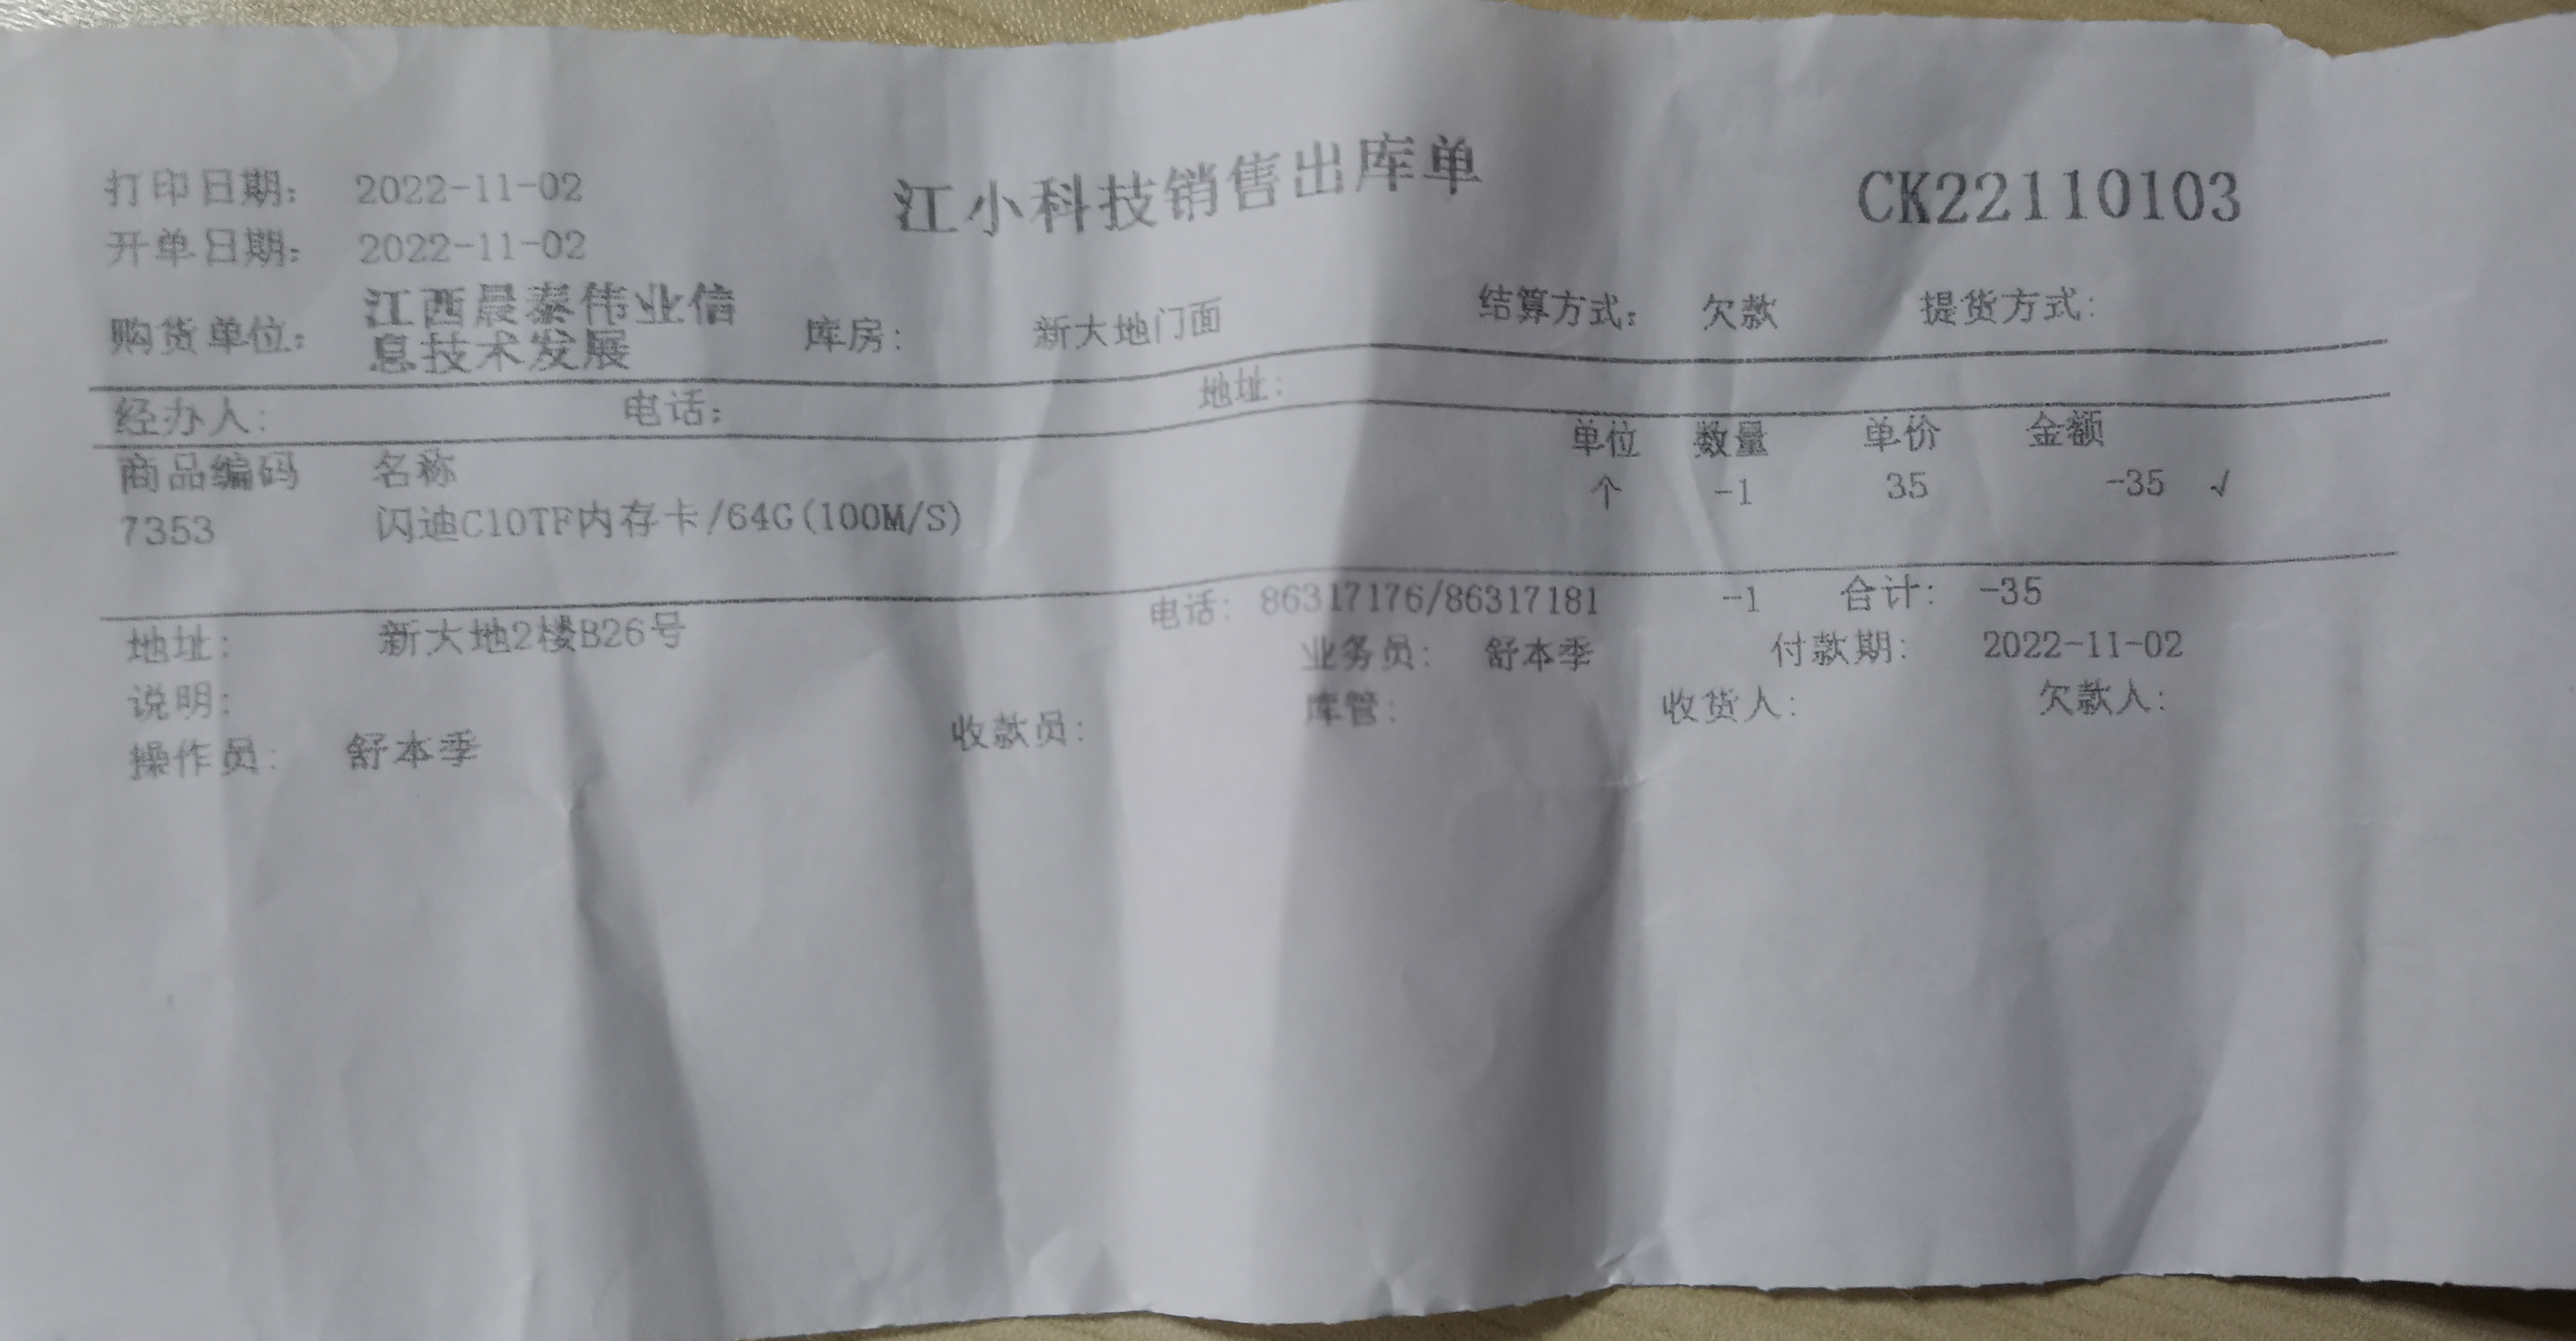 江小科技销售出库单 CK22110103
打印日期: 2022-11-02
开单日期: 2022-11-02
购货单位: 江西晨泰伟业信息技术发展 库房: 新大地门面 结算方式: 欠款 提货方式:
经办人: 电话: 地址:
商品编码 名称 单位 数量 单价 金额
7353 闪迪C10TF内存卡/64G(100M/S) 个 -1 35 -35 √
地址: 新大地2楼B26号 电话: 86317176/86317181 -1 合计: -35
说明: 业务员: 舒本季 付款期: 2022-11-02
操作员: 舒本季 收款员: 库管: 收货人: 欠款人: